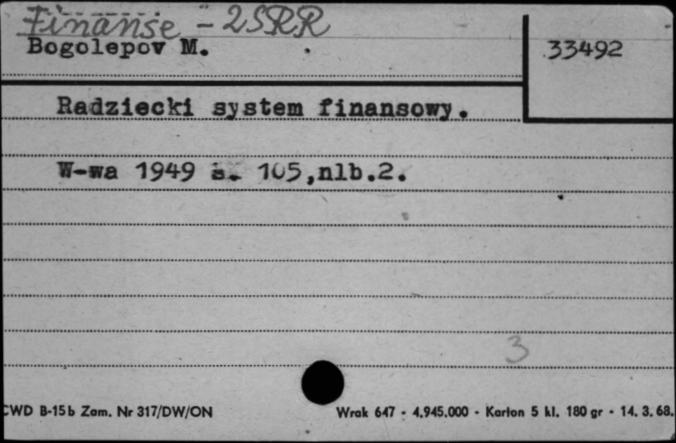 Finanse - ZSRR
Bogolepov M.
33492
Radziecki system finansowy.
W-wa 1949 s. 105,nlb.2.
3
CWD B-15 b Zam. Nr 317/DW/ON
Wrak 647 - 4.945.000 - Karton 5 kl. 180 gr - 14. 3. 68.